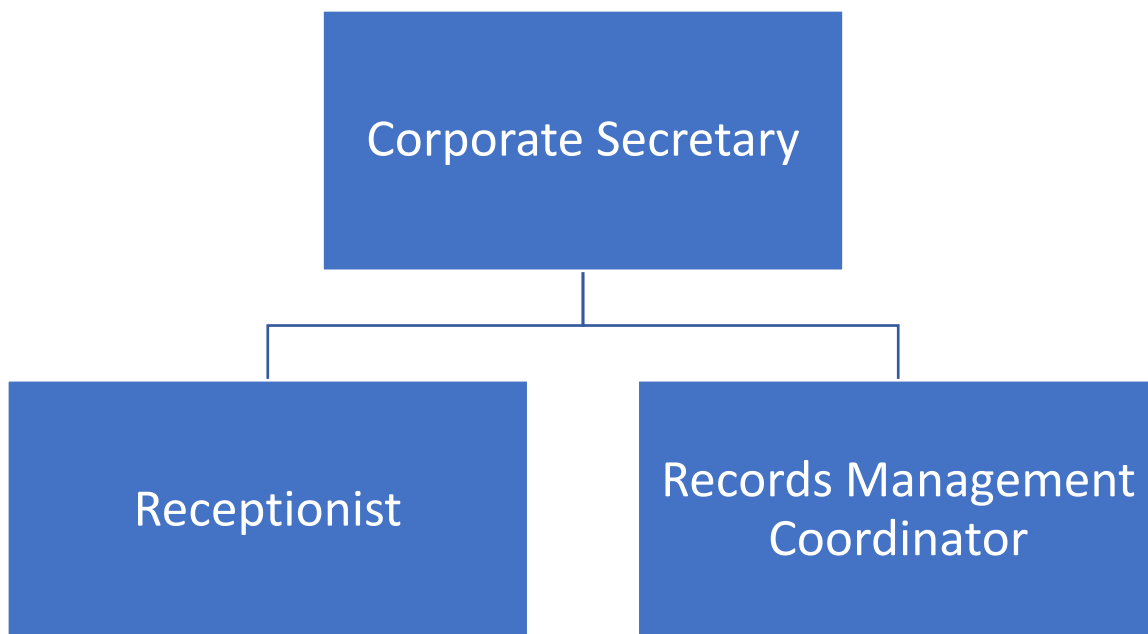 Corporate Secretary
Receptionist
Records Management
Coordinator